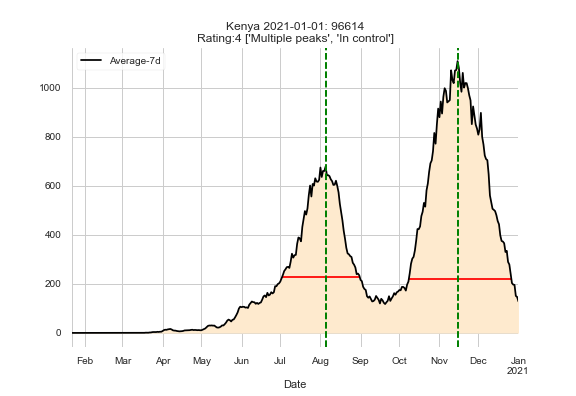 Kenya 2021-01-01: 96614
Rating:4 ['Multiple peaks', 'In control']
Average-7d
1000
800
600
400
200
0
Feb Mar Apr May Jun Jul Aug Sep Oct Nov Dec Jan
2021
Date